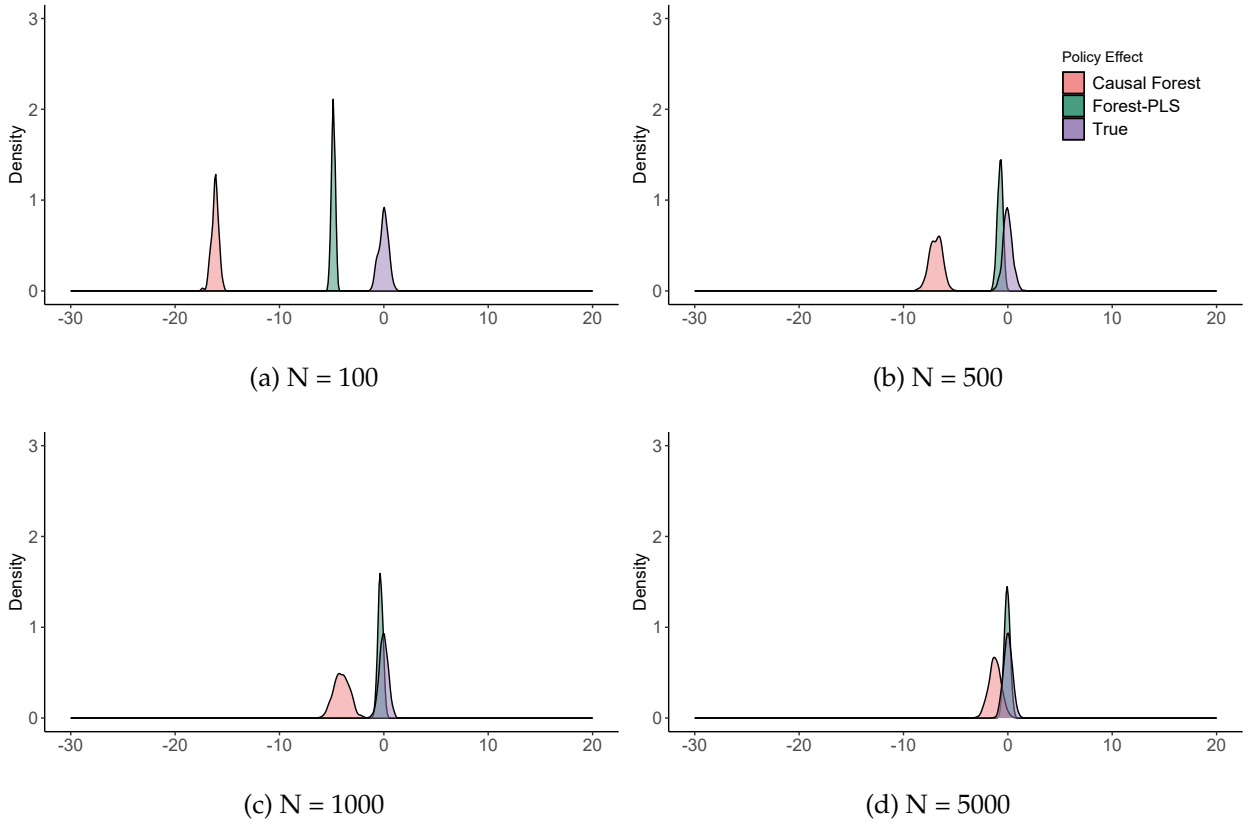 3
2
1
0
Density
-30 -20 -10 0 10 20
(a) N = 100
3
2
1
0
Density
-30 -20 -10 0 10 20
Policy Effect
Causal Forest
Forest-PLS
True
(b) N = 500
3
2
1
0
Density
-30 -20 -10 0 10 20
(c) N = 1000
3
2
1
0
Density
-30 -20 -10 0 10 20
(d) N = 5000